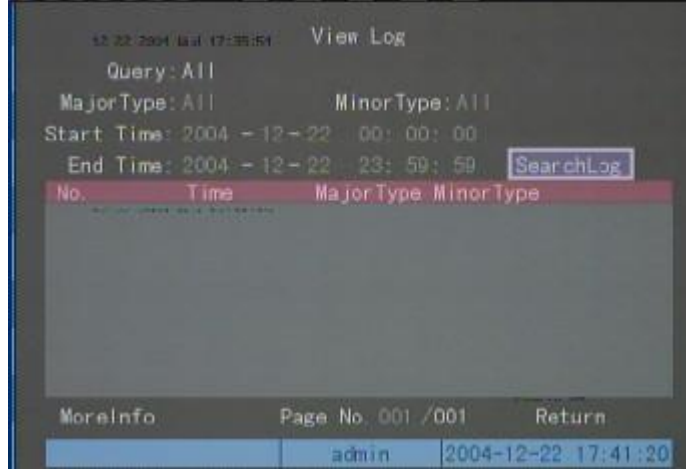 View Log
Query:All
MajorType:All MinorType:All
Start Time: 2004 - 12 - 22 00: 00: 00
End Time: 2004 - 12 - 22 23: 59: 59 SearchLog
No. Time MajorType MinorType
MoreInfo Page No. 001 /001 Return
admin 2004-12-22 17:41:20